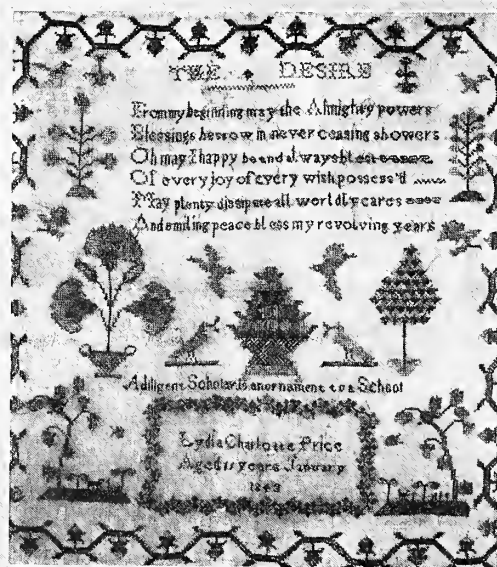 THE DESIRE
From my beginning may the Almighty powers
Blessings bestow in never ceasing showers
Oh may I happy be and always blest
Of every joy of every wish possess'd
May plenty dissipate all worldly cares
And smiling peace bless my revolving years
A diligent Scholar is an ornament to a School
Lydia Charlotte Price
Aged 11 years January